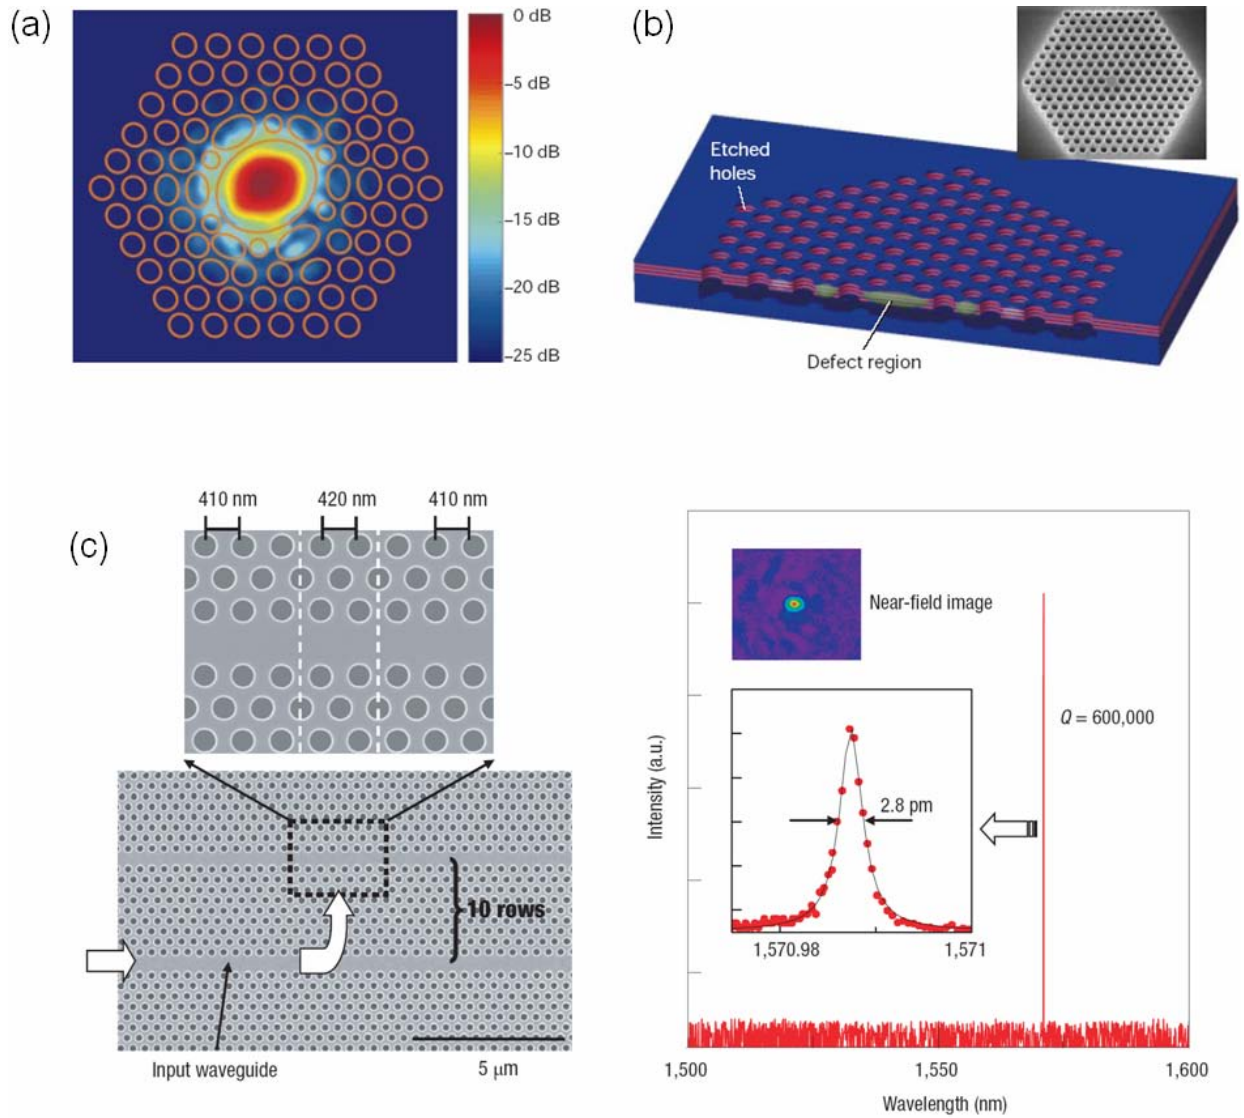 (a)
0 dB
–5 dB
–10 dB
–15 dB
–20 dB
–25 dB
(b)
Etched
holes
Defect region
(c)
410 nm
420 nm
410 nm
10 rows
Input waveguide
5 μm
Near-field image
Q = 600,000
2.8 pm
1,570.98
1,571
Intensity (a.u.)
1,500
1,550
1,600
Wavelength (nm)